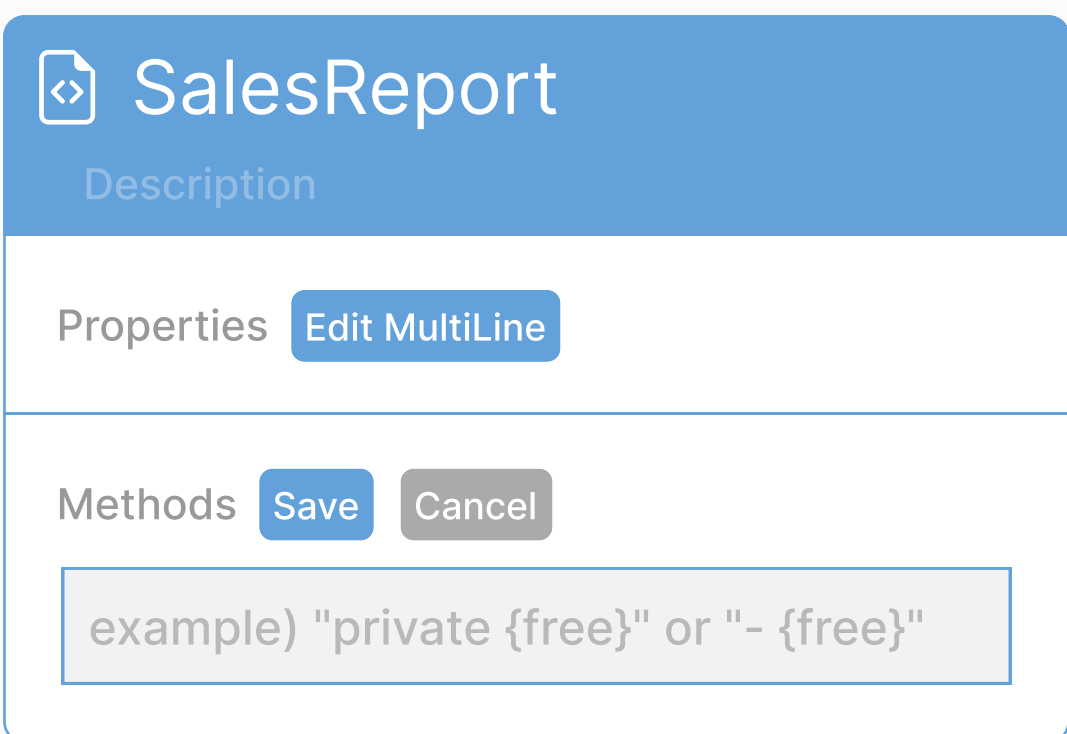 SalesReport
Description
Properties Edit MultiLine
Methods Save Cancel
example) "private {free}" or "- {free}"